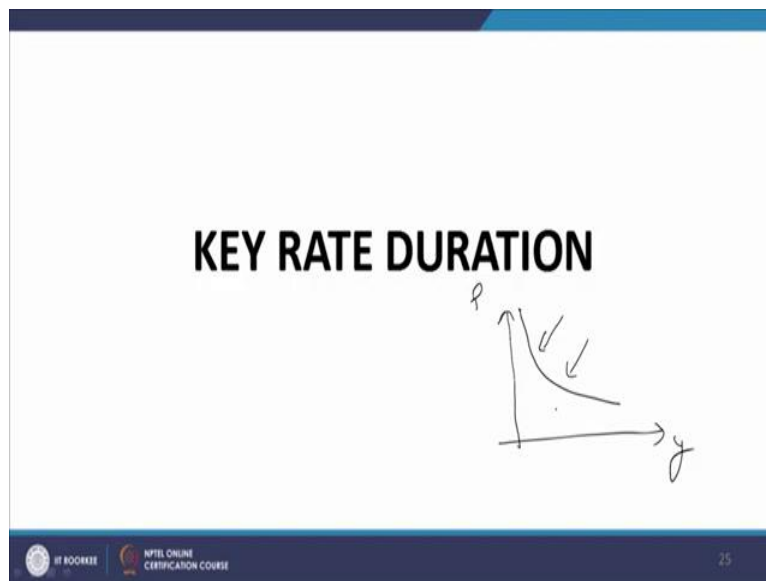 KEY RATE DURATION
P
y
IIT ROORKEE
NPTEL ONLINE
CERTIFICATION COURSE
25